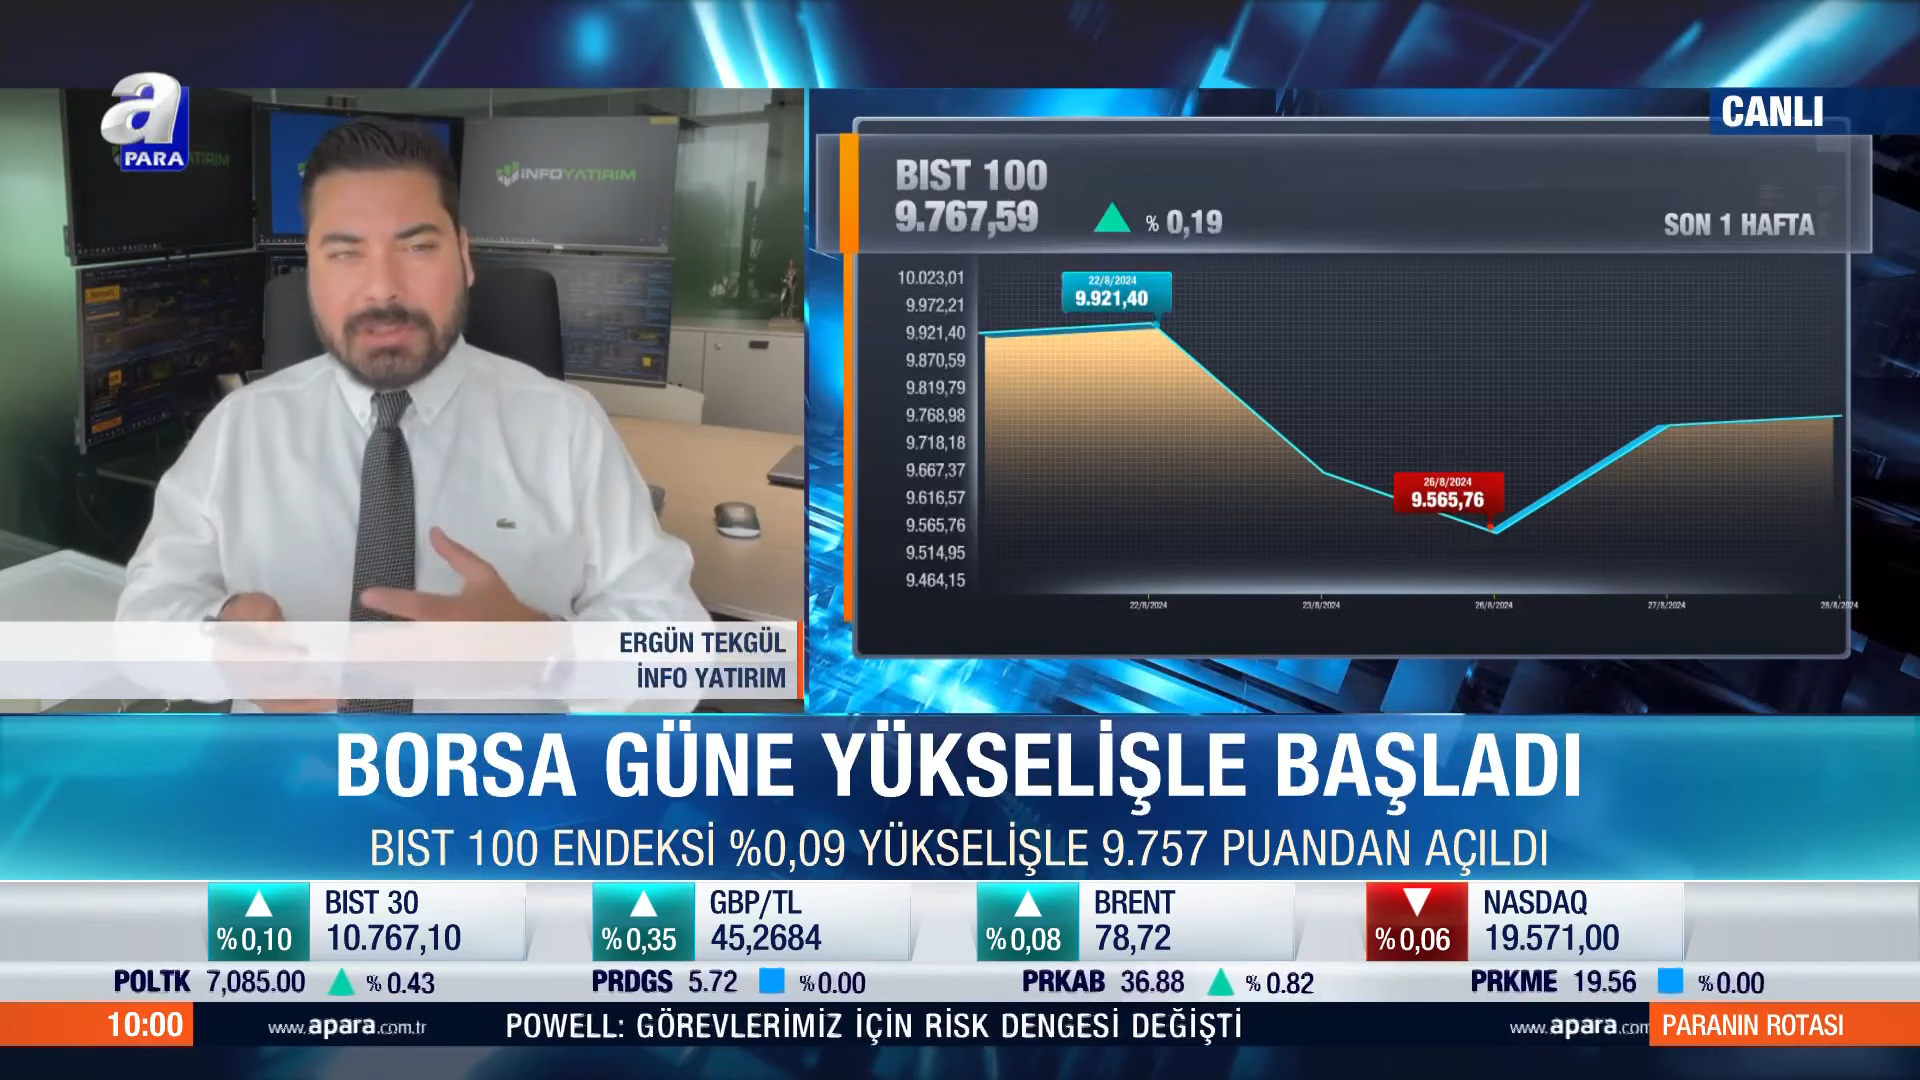 a
PARA
INFOYATIRIM
CANLI
BIST 100
9.767,59
% 0,19
SON 1 HAFTA
10.023,01
9.972,21
9.921,40
9.870,59
9.819,79
9.768,98
9.718,18
9.667,37
9.616,57
9.565,76
9.514,95
9.464,15
22/8/2024
9.921,40
26/8/2024
9.565,76
22/8/2024
23/8/2024
26/8/2024
27/8/2024
28/8/2024
ERGÜN TEKGÜL
İNFO YATIRIM
BORSA GÜNE YÜKSELİŞLE BAŞLADI
BIST 100 ENDEKSİ %0,09 YÜKSELİŞLE 9.757 PUANDAN AÇILDI
%0,10 BIST 30 10.767,10
%0,35 GBP/TL 45,2684
%0,08 BRENT 78,72
%0,06 NASDAQ 19.571,00
POLTK 7,085.00 % 0.43 PRDGS 5.72 %0.00 PRKAB 36.88 % 0.82 PRKME 19.56 %0.00
10:00 www.apara.com.tr POWELL: GÖREVLERİMİZ İÇİN RİSK DENGESİ DEĞİŞTİ www.apara.com PARANIN ROTASI